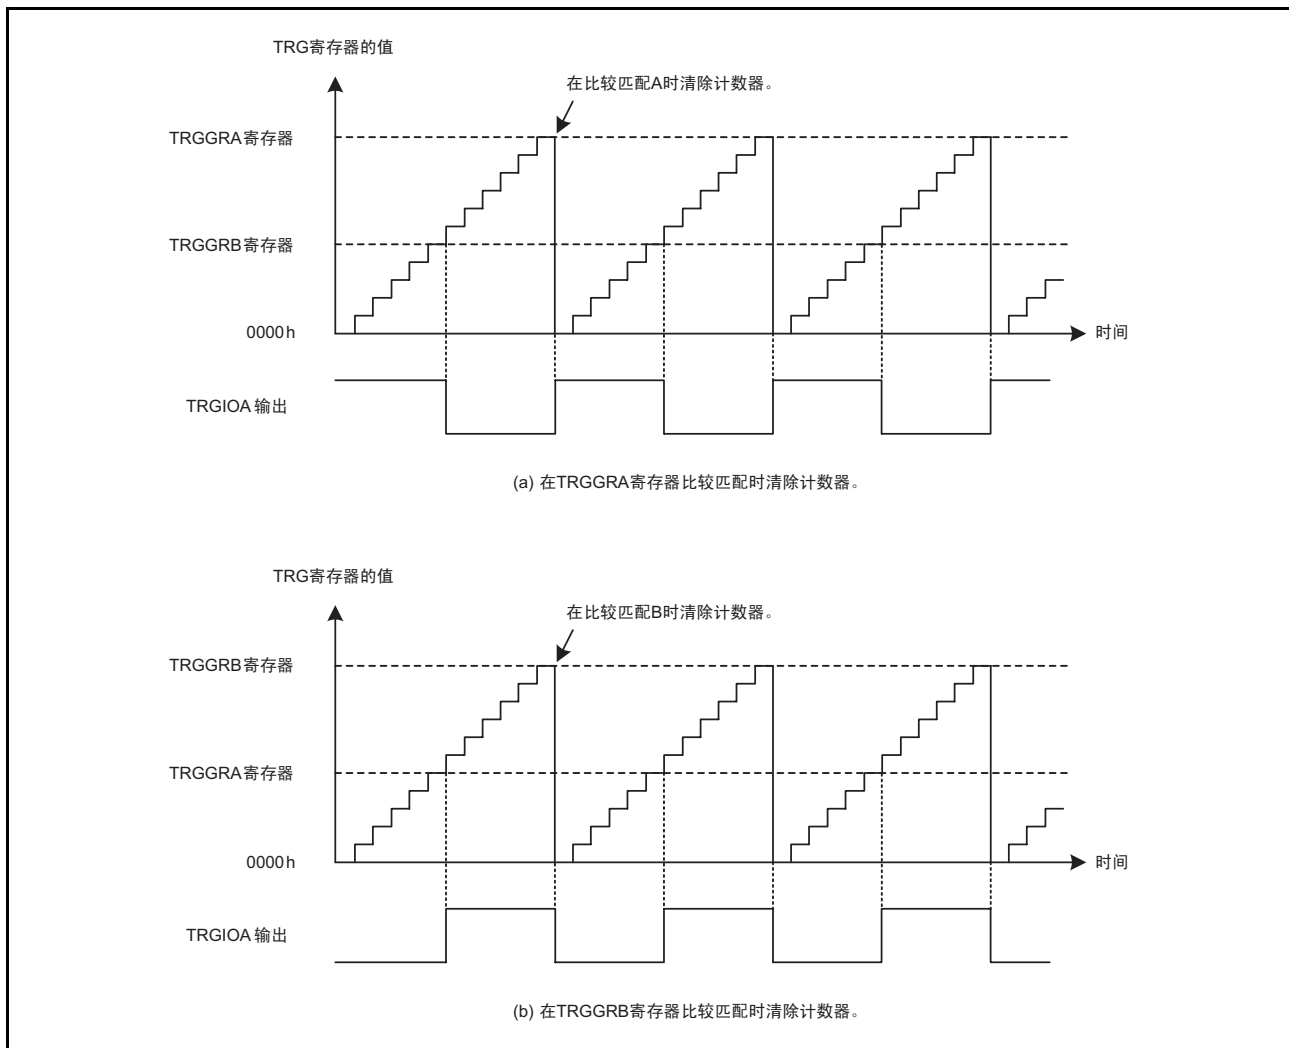 TRG寄存器的值
在比较匹配A时清除计数器。
TRGGRA寄存器
TRGGRB寄存器
0000h
时间
TRGIOA 输出
(a) 在TRGGRA寄存器比较匹配时清除计数器。
TRG寄存器的值
在比较匹配B时清除计数器。
TRGGRB寄存器
TRGGRA寄存器
0000h
时间
TRGIOA 输出
(b) 在TRGGRB寄存器比较匹配时清除计数器。